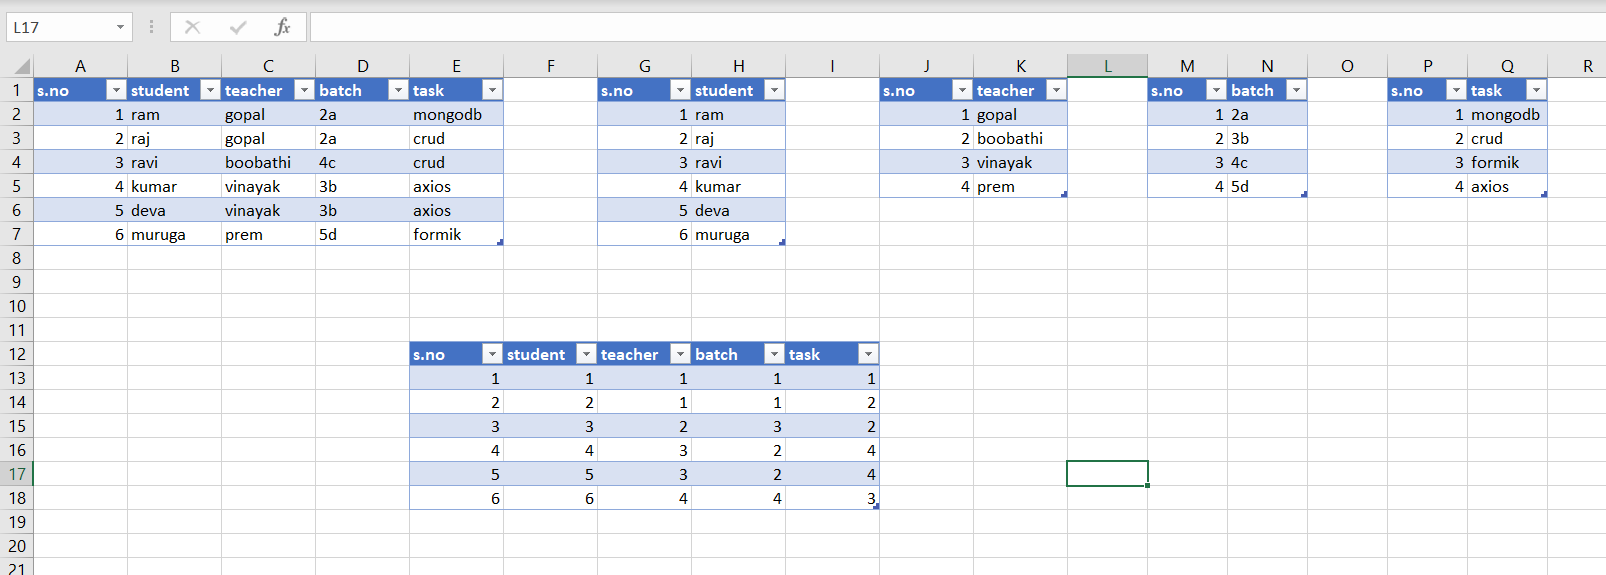 L17 fx
A B C D E F G H I J K L M N O P Q R
1 s.no student teacher batch task s.no student s.no teacher s.no batch s.no task
2 1 ram gopal 2a mongodb 1 ram 1 gopal 1 2a 1 mongodb
3 2 raj gopal 2a crud 2 raj 2 boobathi 2 3b 2 crud
4 3 ravi boobathi 4c crud 3 ravi 3 vinayak 3 4c 3 formik
5 4 kumar vinayak 3b axios 4 kumar 4 prem 4 5d 4 axios
6 5 deva vinayak 3b axios 5 deva
7 6 muruga prem 5d formik 6 muruga
8
9
10
11
12 s.no student teacher batch task
13 1 1 1 1 1
14 2 2 1 1 2
15 3 3 2 3 2
16 4 4 3 2 4
17 5 5 3 2 4
18 6 6 4 4 3
19
20
21